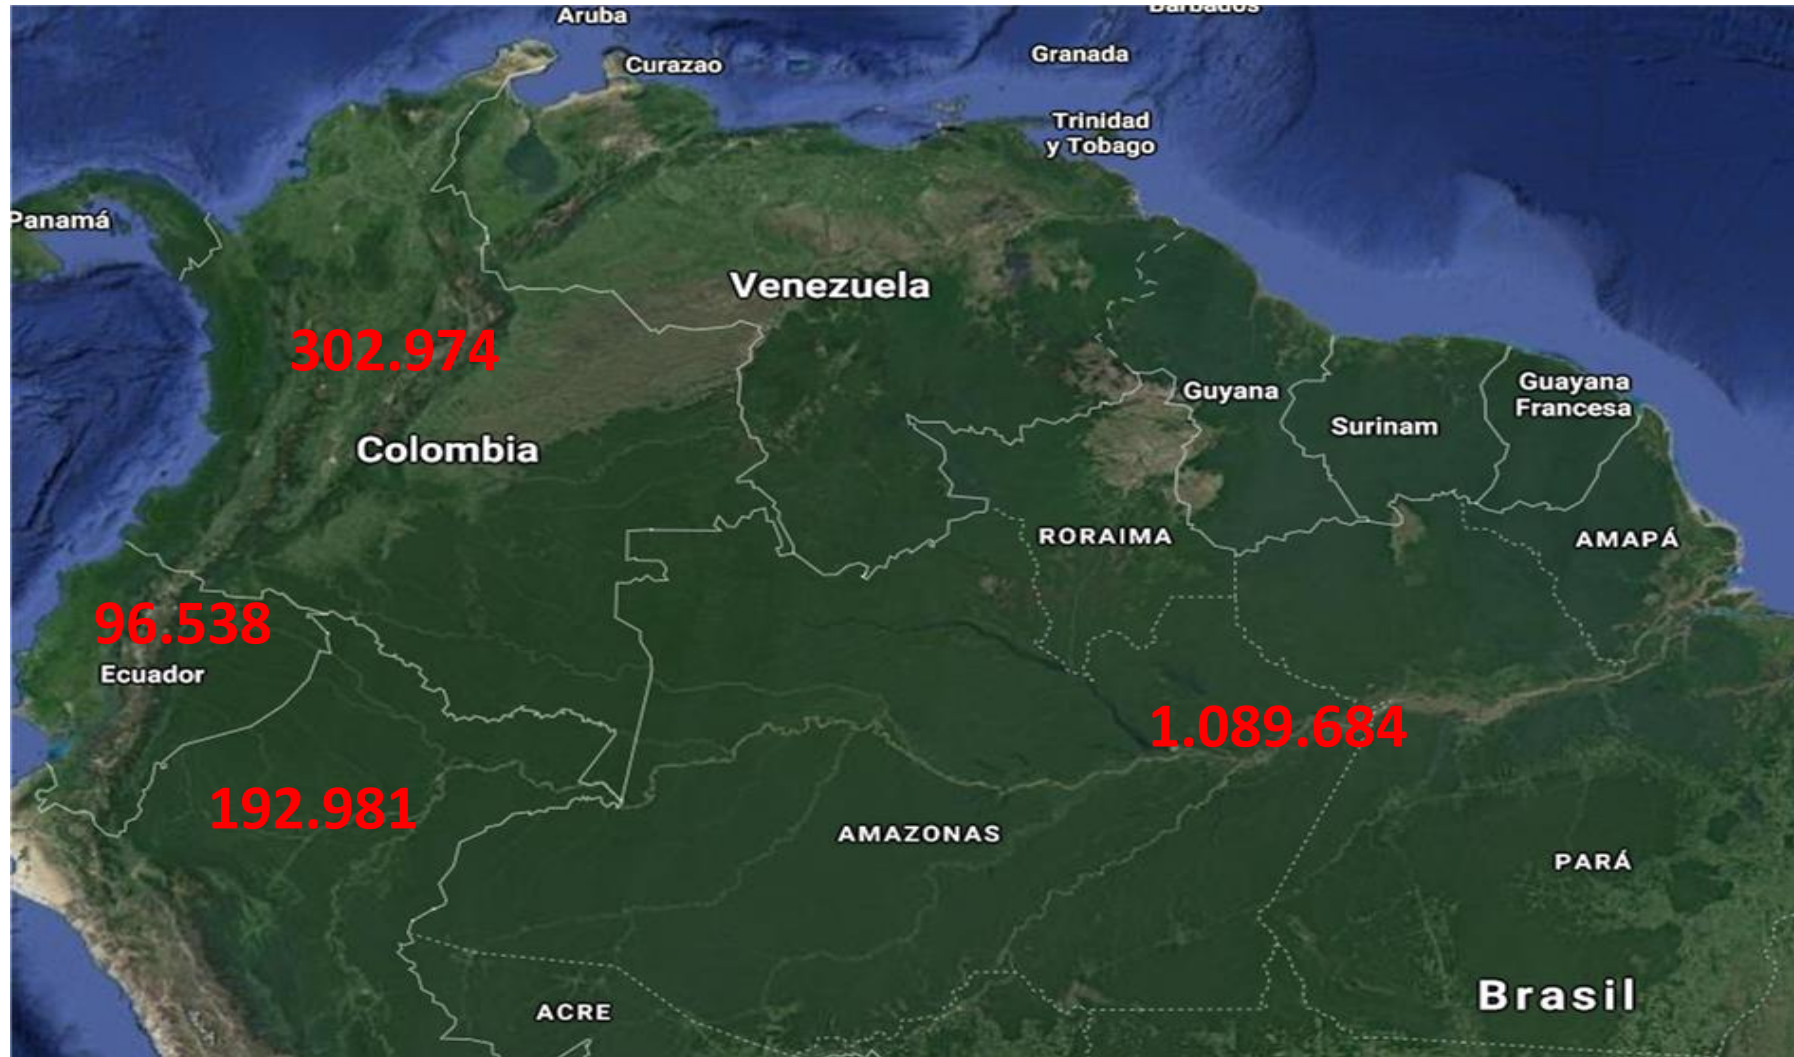 Aruba
Barbados
Curazao
Granada
Trinidad
y Tobago
Panamá
Venezuela
302.974
Guyana
Guayana
Francesa
Surinam
Colombia
RORAIMA
AMAPÁ
96.538
Ecuador
1.089.684
192.981
AMAZONAS
PARÁ
Brasil
ACRE